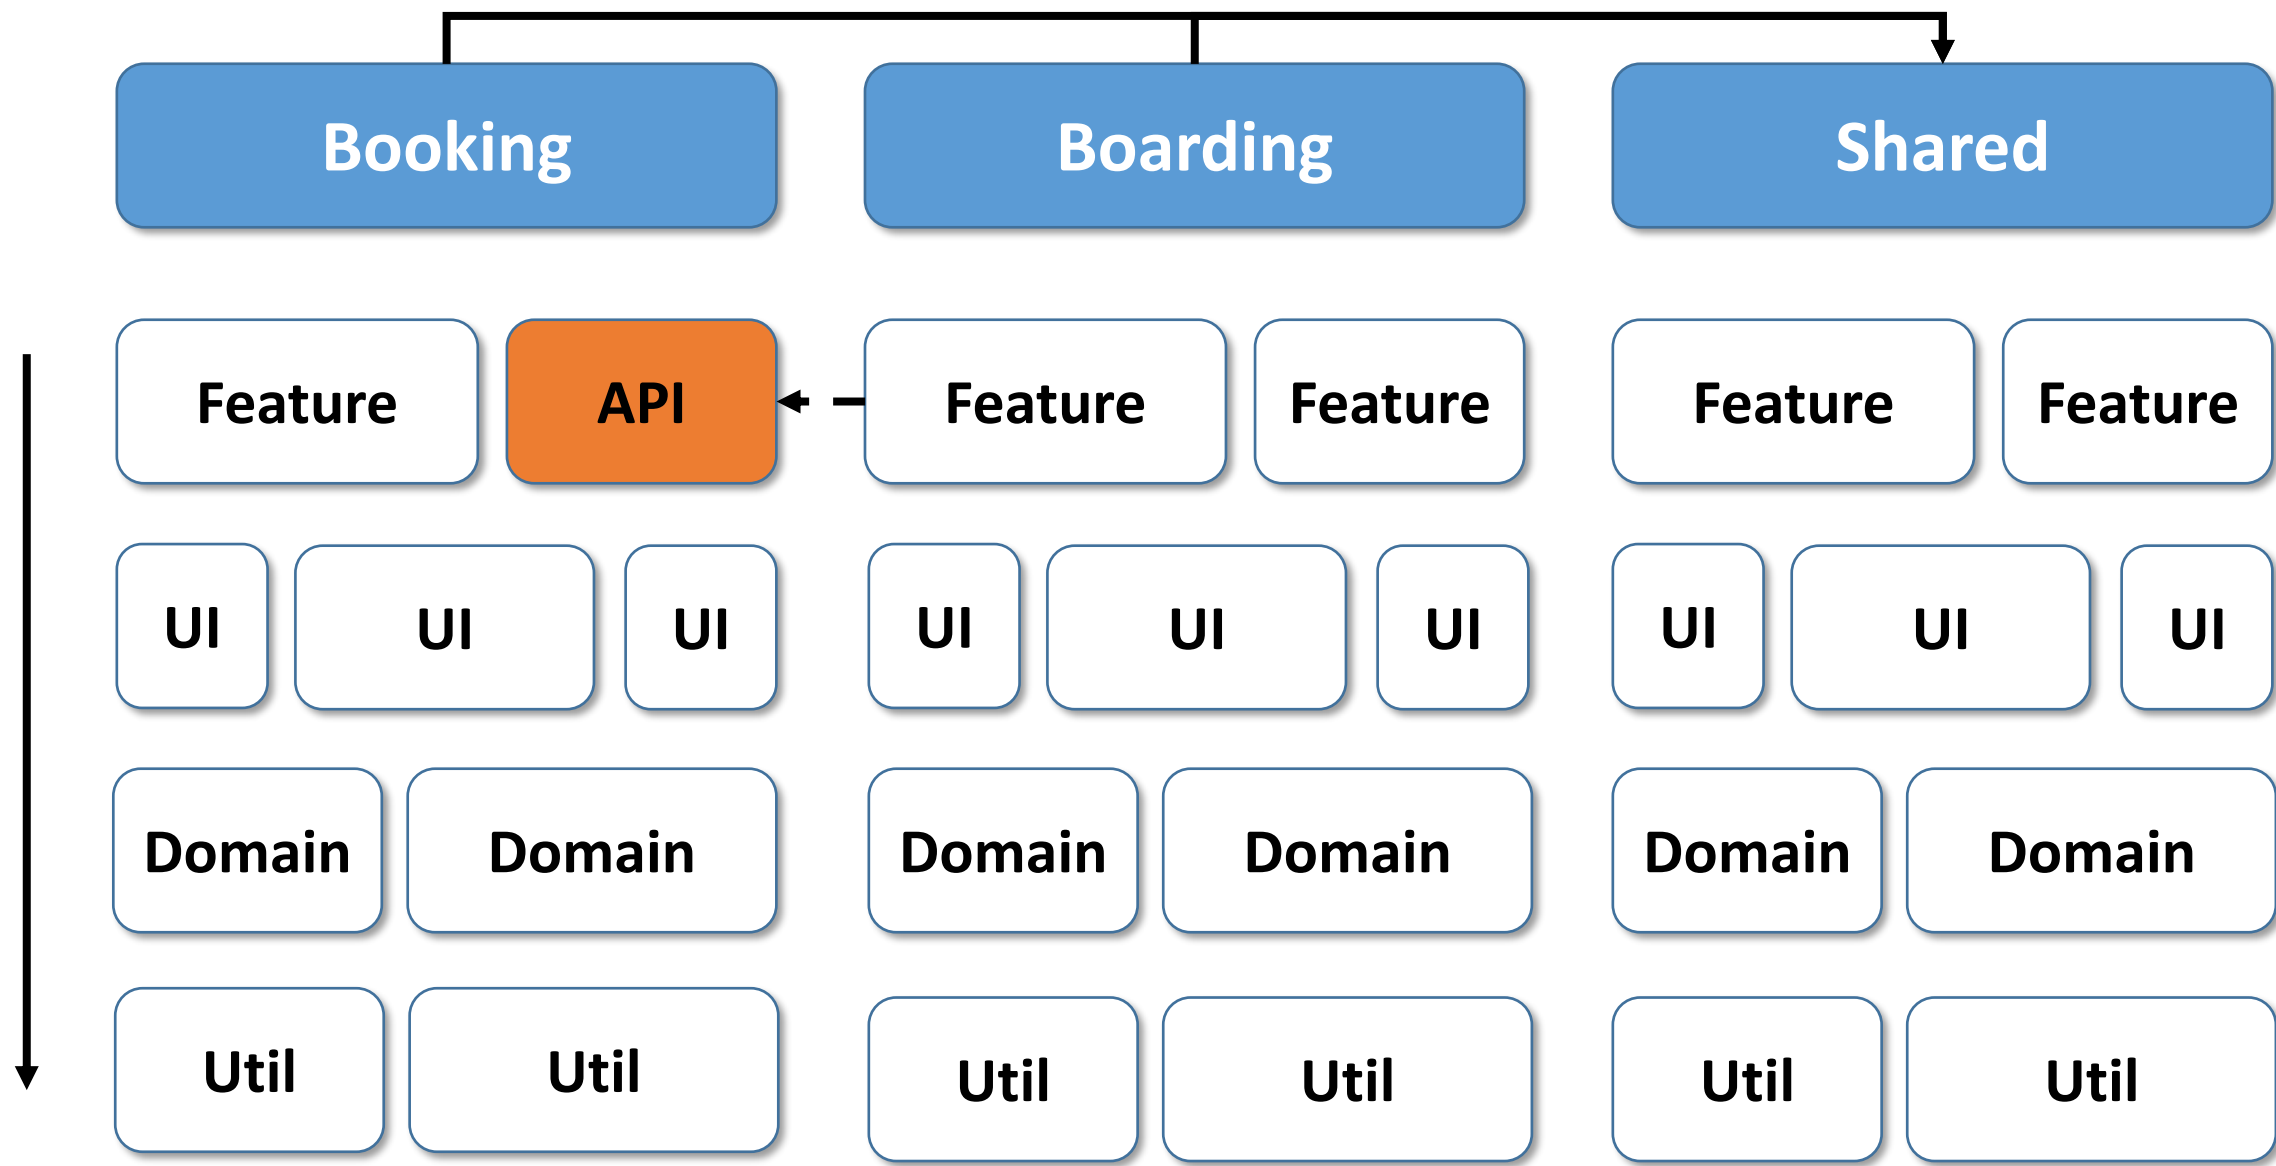 Booking Boarding Shared
Feature API Feature Feature Feature Feature
UI UI UI UI UI UI UI UI UI
Domain Domain Domain Domain Domain Domain
Util Util Util Util Util Util